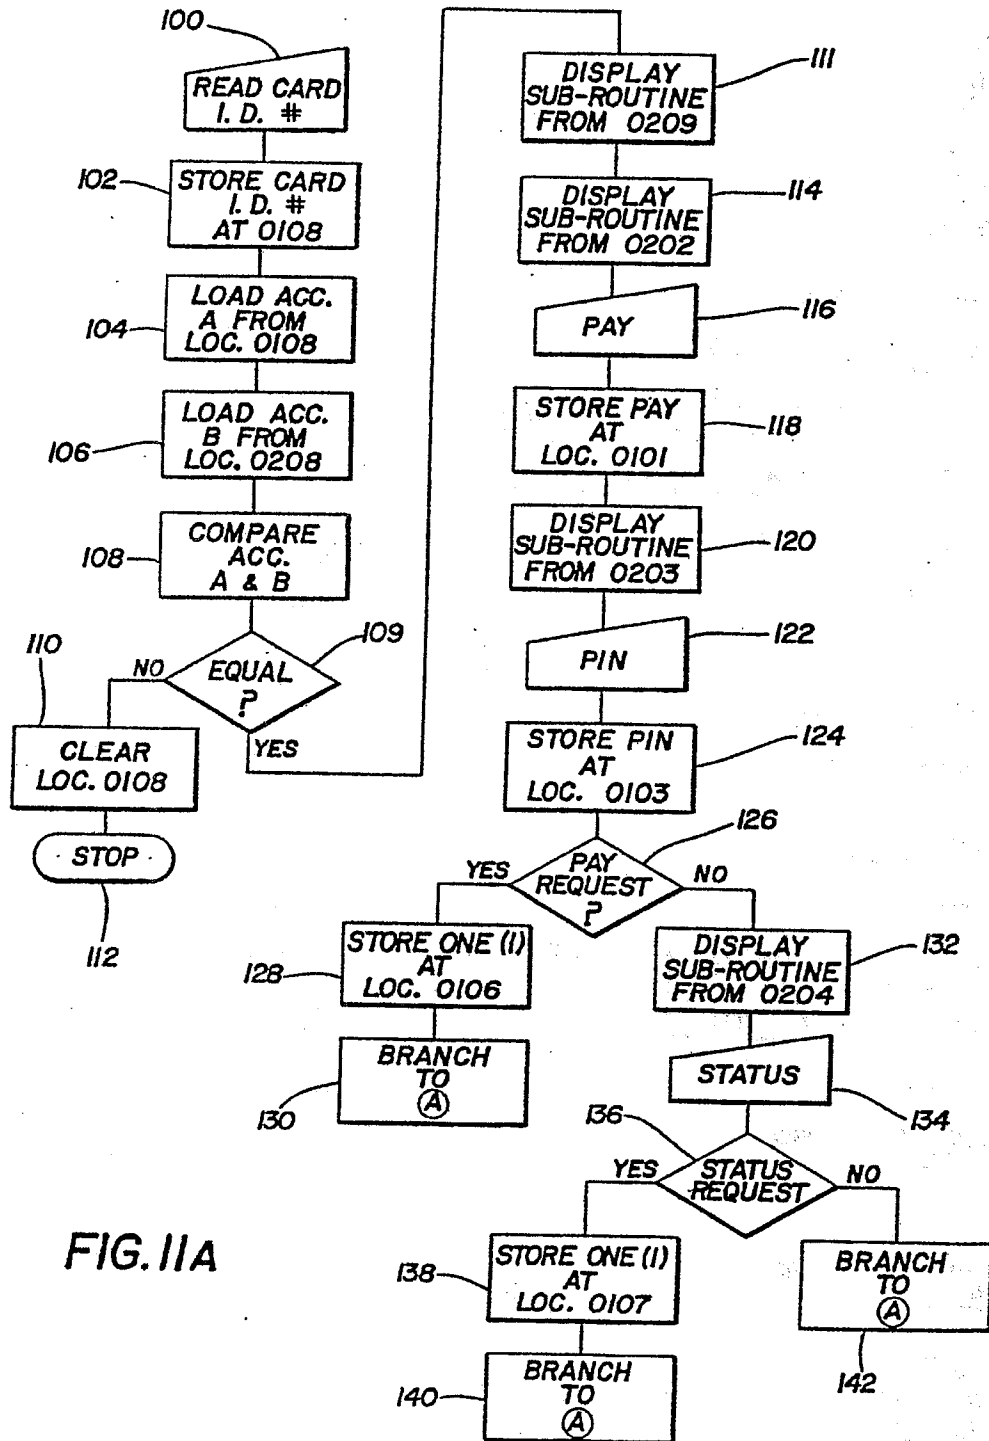 100
READ CARD
I. D. #
102
STORE CARD
I. D. #
AT 0108
104
LOAD ACC.
A FROM
LOC. 0108
106
LOAD ACC.
B FROM
LOC. 0208
108
COMPARE
ACC.
A & B
109
EQUAL
?
NO
YES
110
CLEAR
LOC. 0108
STOP
112
DISPLAY
SUB-ROUTINE
FROM 0209
111
DISPLAY
SUB-ROUTINE
FROM 0202
114
PAY
116
STORE PAY
AT
LOC. 0101
118
DISPLAY
SUB-ROUTINE
FROM 0203
120
PIN
122
STORE PIN
AT
LOC. 0103
124
PAY
REQUEST
?
126
YES
NO
STORE ONE (1)
AT
LOC. 0106
128
BRANCH
TO
A
130
DISPLAY
SUB-ROUTINE
FROM 0204
132
STATUS
134
136
STATUS
REQUEST
YES
NO
STORE ONE (1)
AT
LOC. 0107
138
BRANCH
TO
A
140
BRANCH
TO
A
142
FIG. 11A